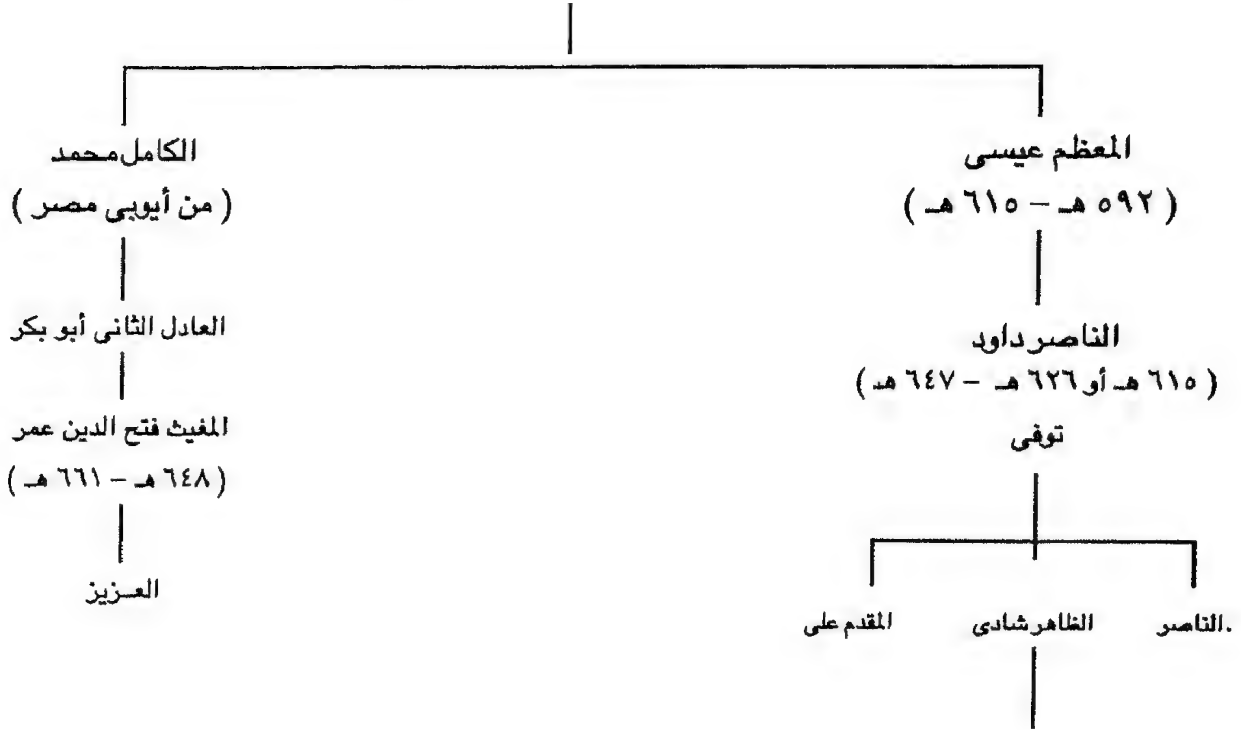 المعظم عيسى
( ٥٩٢ هـ – ٦١٥ هـ )
الناصر داود
( ٦١٥ هـ أو ٦٢٦ هـ – ٦٤٧ هـ )
توفى
.الناصر
الظاهر شادى
المقدم على
الكامل محمد
( من أيوبى مصر )
العادل الثانى أبو بكر
المغيث فتح الدين عمر
( ٦٤٨ هـ – ٦٦١ هـ )
العزيز